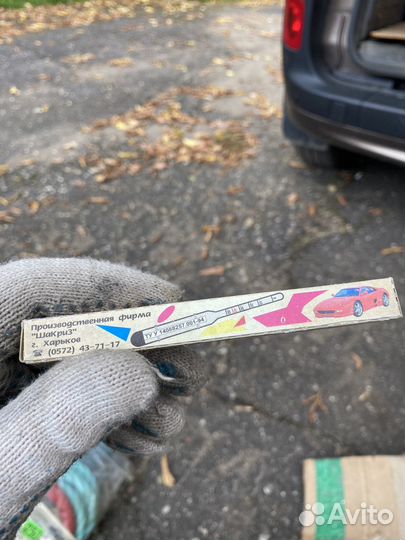 Производственная фирма
"ШаКриЗ"
г. Харьков
☎ (0572) 43-71-17
ТУ У 14068257.001-94
Avito